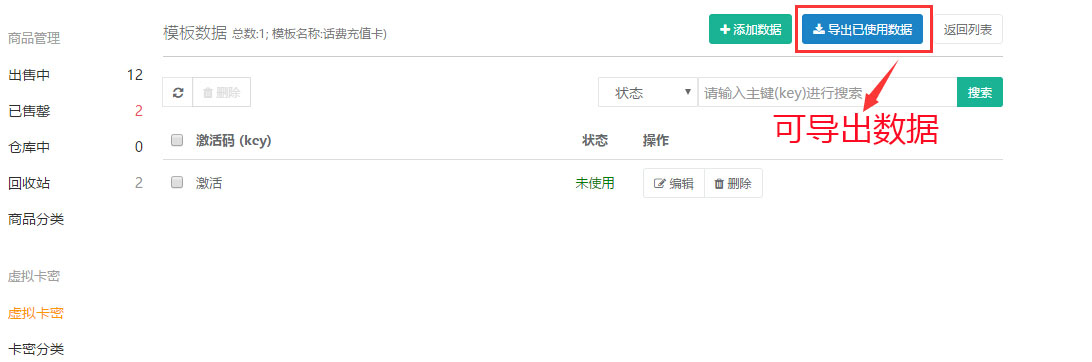 商品管理
出售中 12
已售罄 2
仓库中 0
回收站 2
商品分类
虚拟卡密
虚拟卡密
卡密分类
模板数据 总数:1; 模板名称:话费充值卡)
添加数据 导出已使用数据 返回列表
删除 状态 请输入主键(key)进行搜索 搜索
可导出数据
激活码 (key) 状态 操作
激活 未使用 编辑 删除